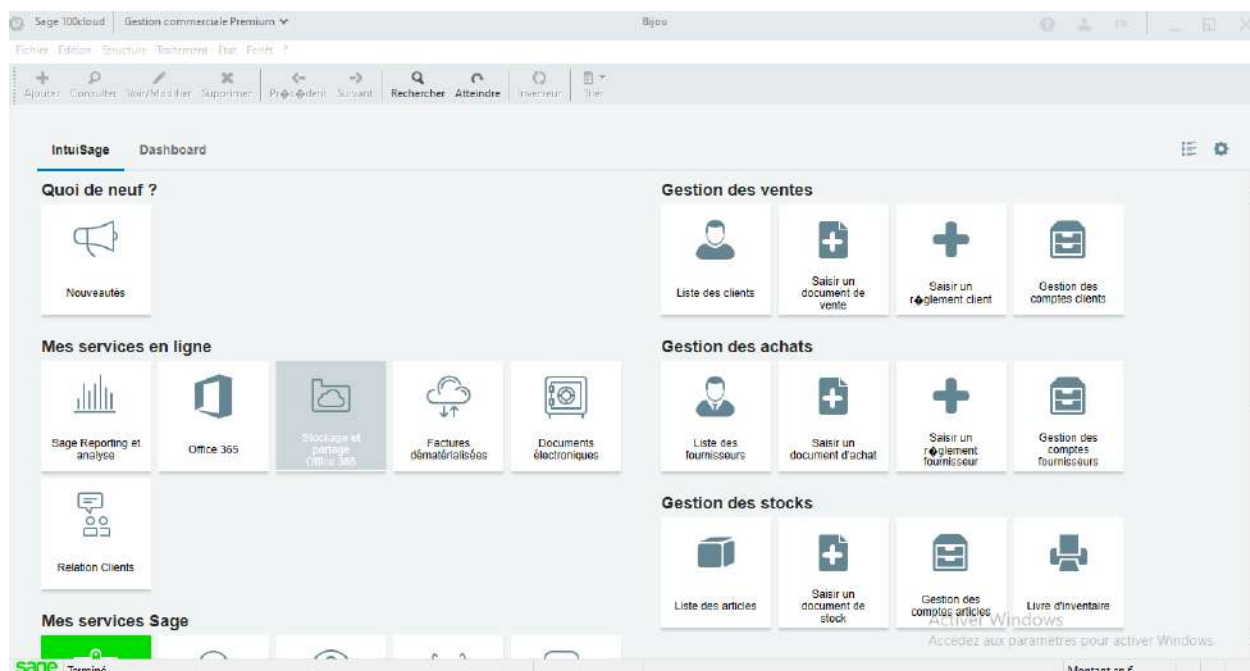 Sage 100cloud Gestion commerciale Premium Bijou FR
Fichier Edition Structure Traitement Etat Fenêt ?
Ajouter Consulter Voir/Modifier Supprimer Pr�c�dent Suivant Rechercher Atteindre Inverseur Trier
IntuiSage Dashboard
Quoi de neuf ?
Nouveautés
Gestion des ventes
Liste des clients
Saisir un
document de
vente
Saisir un
r�glement client
Gestion des
comptes clients
Mes services en ligne
Sage Reporting et
analyse
Office 365
Stockage et
partage
Office 365
Factures
dématérialisées
Documents
électroniques
Relation Clients
Gestion des achats
Liste des
fournisseurs
Saisir un
document d'achat
Saisir un
r�glement
fournisseur
Gestion des
comptes
fournisseurs
Gestion des stocks
Liste des articles
Saisir un
document de
stock
Gestion des
comptes articles
Livre d'inventaire
Mes services Sage
Activer Windows
Accédez aux paramètres pour activer Windows.
sage Terminé Montant en €